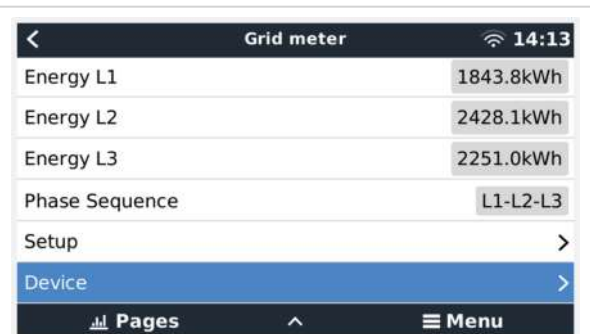 Grid meter 14:13
Energy L1 1843.8kWh
Energy L2 2428.1kWh
Energy L3 2251.0kWh
Phase Sequence L1-L2-L3
Setup
Device
Pages Menu